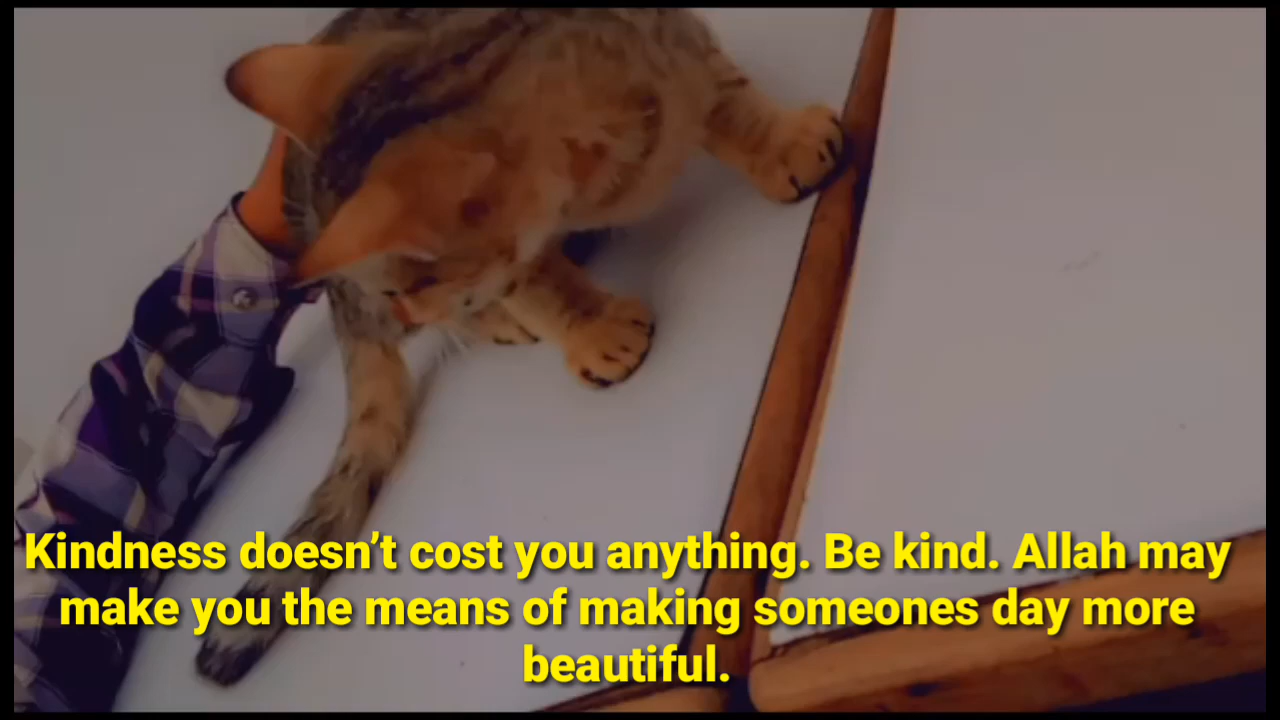 Kindness doesn’t cost you anything. Be kind. Allah may
make you the means of making someones day more
beautiful.